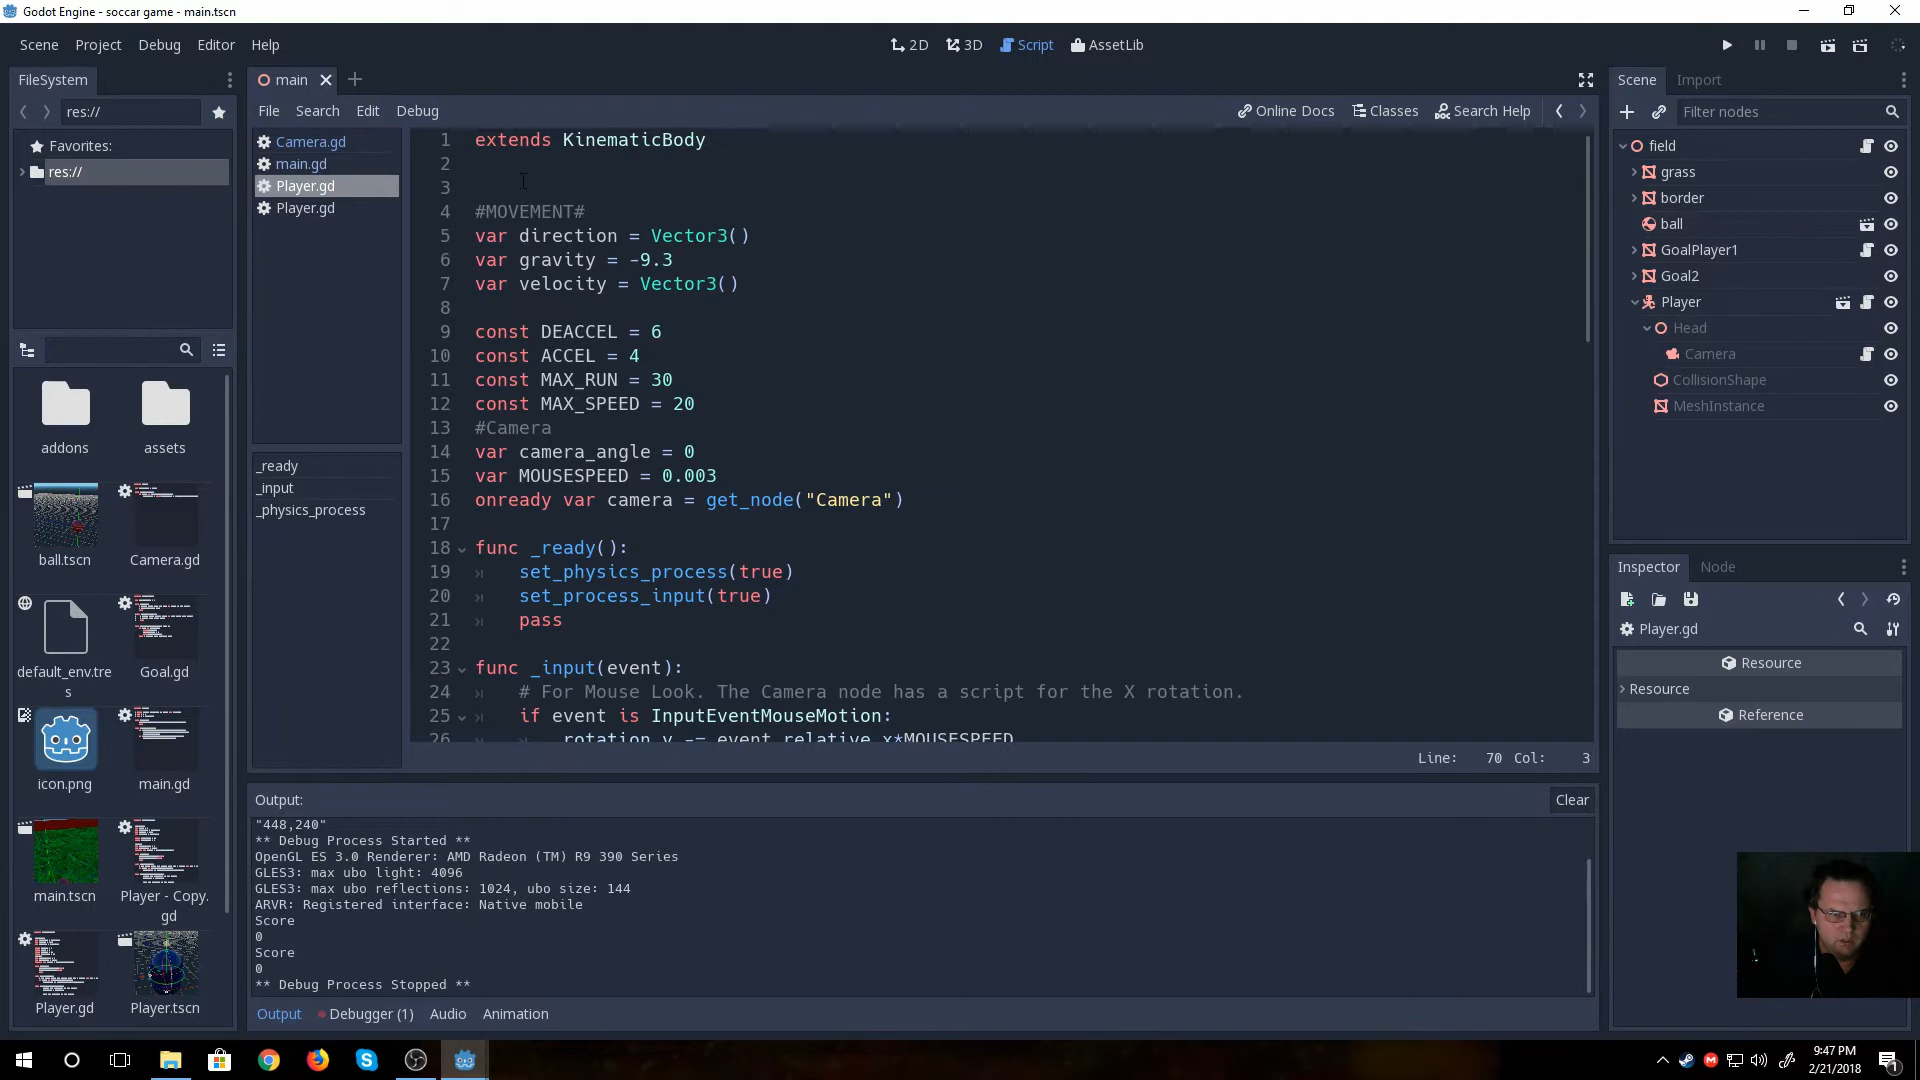 Godot Engine - soccar game - main.tscn
Scene Project Debug Editor Help
2D 3D Script AssetLib
FileSystem
res://
Favorites:
res://
addons
assets
ball.tscn
Camera.gd
default_env.tre
s
Goal.gd
icon.png
main.gd
main.tscn
Player - Copy.
gd
Player.gd
Player.tscn
main
File Search Edit Debug
Online Docs Classes Search Help
Camera.gd
main.gd
Player.gd
Player.gd
_ready
_input
_physics_process
1 extends KinematicBody
2
3
4 #MOVEMENT#
5 var direction = Vector3()
6 var gravity = -9.3
7 var velocity = Vector3()
8
9 const DEACCEL = 6
10 const ACCEL = 4
11 const MAX_RUN = 30
12 const MAX_SPEED = 20
13 #Camera
14 var camera_angle = 0
15 var MOUSESPEED = 0.003
16 onready var camera = get_node("Camera")
17
18 func _ready():
19 set_physics_process(true)
20 set_process_input(true)
21 pass
22
23 func _input(event):
24 # For Mouse Look. The Camera node has a script for the X rotation.
25 if event is InputEventMouseMotion:
26 rotation.y -= event.relative.x*MOUSESPEED
Line: 70 Col: 3
Output:
Clear
"448,240"
** Debug Process Started **
OpenGL ES 3.0 Renderer: AMD Radeon (TM) R9 390 Series
GLES3: max ubo light: 4096
GLES3: max ubo reflections: 1024, ubo size: 144
ARVR: Registered interface: Native mobile
Score
0
Score
0
** Debug Process Stopped **
Output Debugger (1) Audio Animation
Scene Import
Filter nodes
field
grass
border
ball
GoalPlayer1
Goal2
Player
Head
Camera
CollisionShape
MeshInstance
Inspector Node
Player.gd
Resource
Resource
Reference
9:47 PM
2/21/2018
1